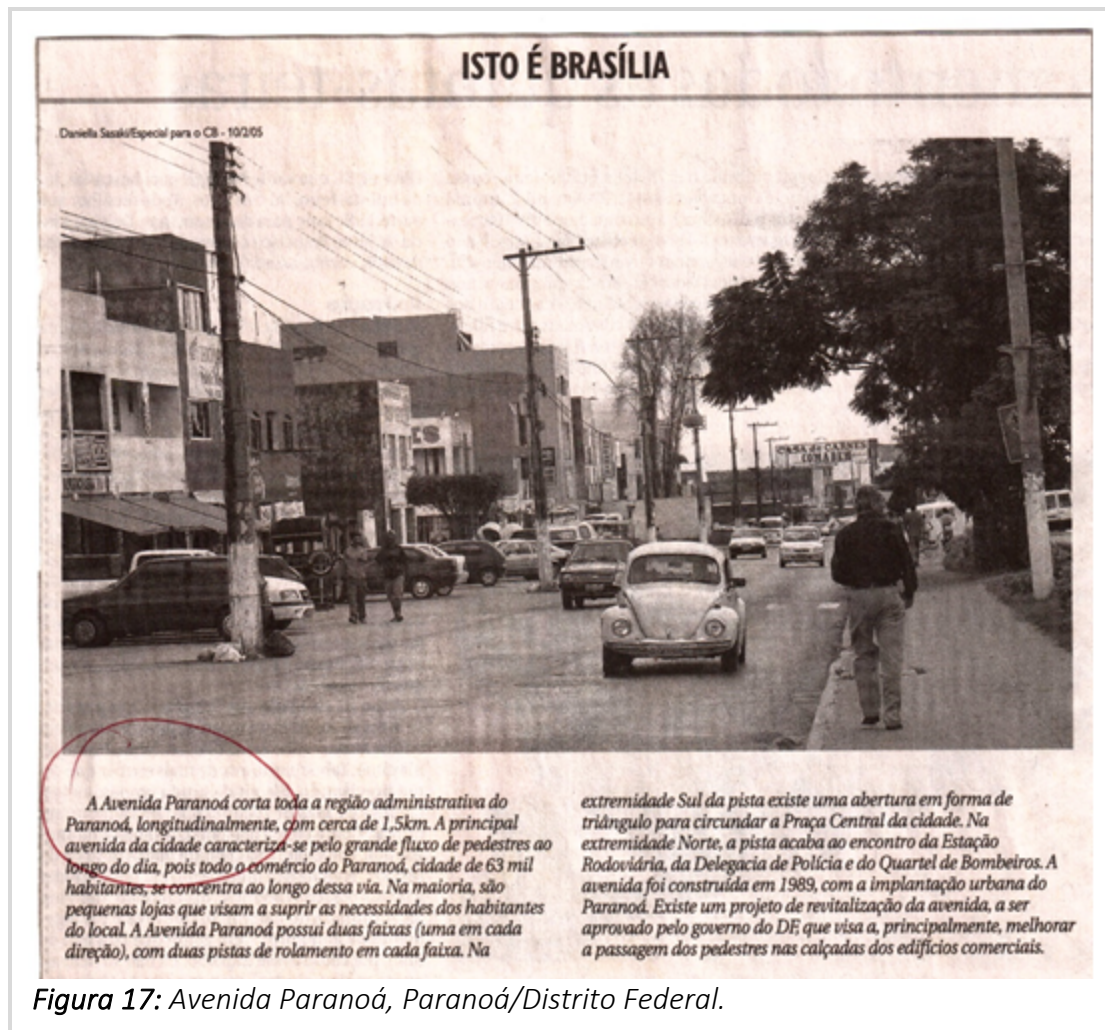 ISTO É BRASÍLIA
Daniella Sasaki/Especial para o CB - 10/2/05
CASA de CARNES
COMABEM
A Avenida Paranoá corta toda a região administrativa do
Paranoá, longitudinalmente, com cerca de 1,5km. A principal
avenida da cidade caracteriza-se pelo grande fluxo de pedestres ao
longo do dia, pois todo o comércio do Paranoá, cidade de 63 mil
habitantes, se concentra ao longo dessa via. Na maioria, são
pequenas lojas que visam a suprir as necessidades dos habitantes
do local. A Avenida Paranoá possui duas faixas (uma em cada
direção), com duas pistas de rolamento em cada faixa. Na
extremidade Sul da pista existe uma abertura em forma de
triângulo para circundar a Praça Central da cidade. Na
extremidade Norte, a pista acaba ao encontro da Estação
Rodoviária, da Delegacia de Polícia e do Quartel de Bombeiros. A
avenida foi construída em 1989, com a implantação urbana do
Paranoá. Existe um projeto de revitalização da avenida, a ser
aprovado pelo governo do DF, que visa a, principalmente, melhorar
a passagem dos pedestres nas calçadas dos edifícios comerciais.
Figura 17: Avenida Paranoá, Paranoá/Distrito Federal.